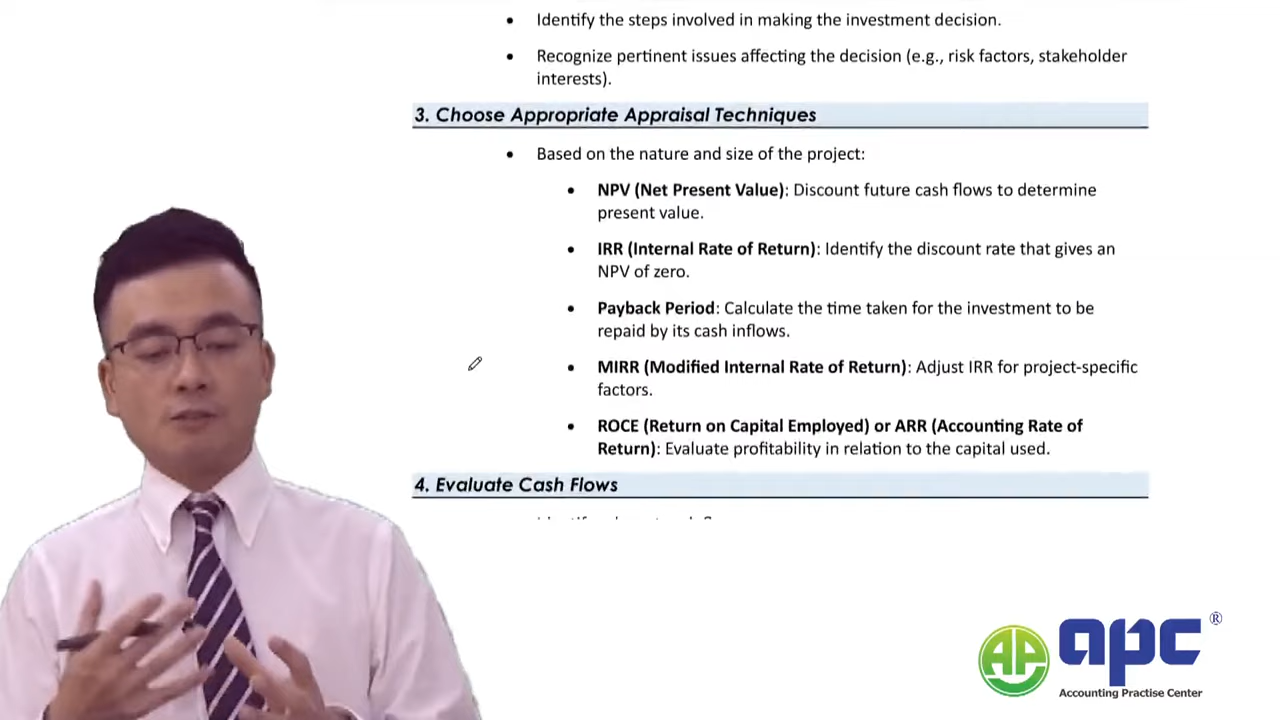 Identify the steps involved in making the investment decision.
Recognize pertinent issues affecting the decision (e.g., risk factors, stakeholder
interests).
3. Choose Appropriate Appraisal Techniques
Based on the nature and size of the project:
NPV (Net Present Value): Discount future cash flows to determine
present value.
IRR (Internal Rate of Return): Identify the discount rate that gives an
NPV of zero.
Payback Period: Calculate the time taken for the investment to be
repaid by its cash inflows.
MIRR (Modified Internal Rate of Return): Adjust IRR for project-specific
factors.
ROCE (Return on Capital Employed) or ARR (Accounting Rate of
Return): Evaluate profitability in relation to the capital used.
4. Evaluate Cash Flows
apc ®
Accounting Practise Center